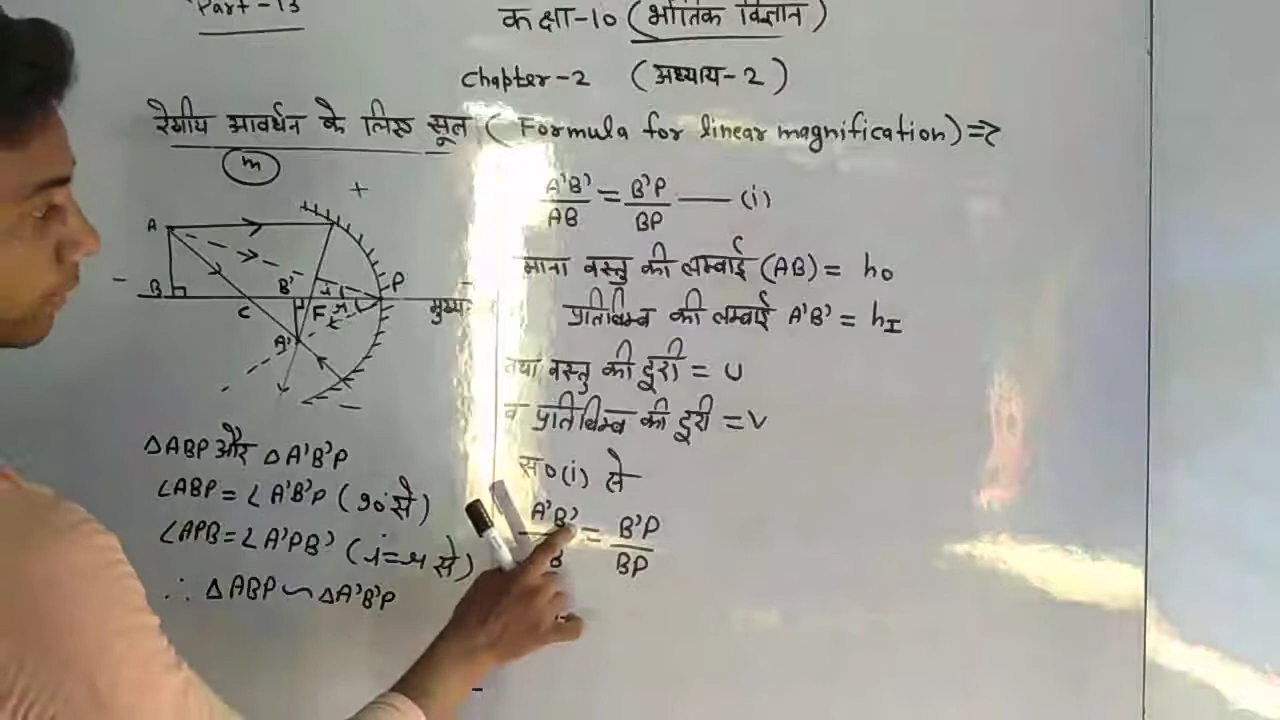 Part-13
कक्षा-10 (भौतिक विज्ञान)
Chapter-2 (अध्याय-2)
रेखीय आवर्धन के लिए सूत्र (Formula for linear magnification) =>
m
+
A
B
-
C
B'
F
i
r
A'
P
मुख्य
-
ΔABP और ΔA'B'P
∠ABP = ∠A'B'P (90° से)
∠APB = ∠A'PB' (i=r से)
∴ ΔABP ∽ ΔA'B'P
A'B'/AB = B'P/BP — (i)
माना वस्तु की लम्बाई (AB) = hO
प्रतिबिम्ब की लम्बाई A'B' = hI
तथा वस्तु की दूरी = U
व प्रतिबिम्ब की दूरी = V
स०(i) से
A'B'/B = B'P/BP